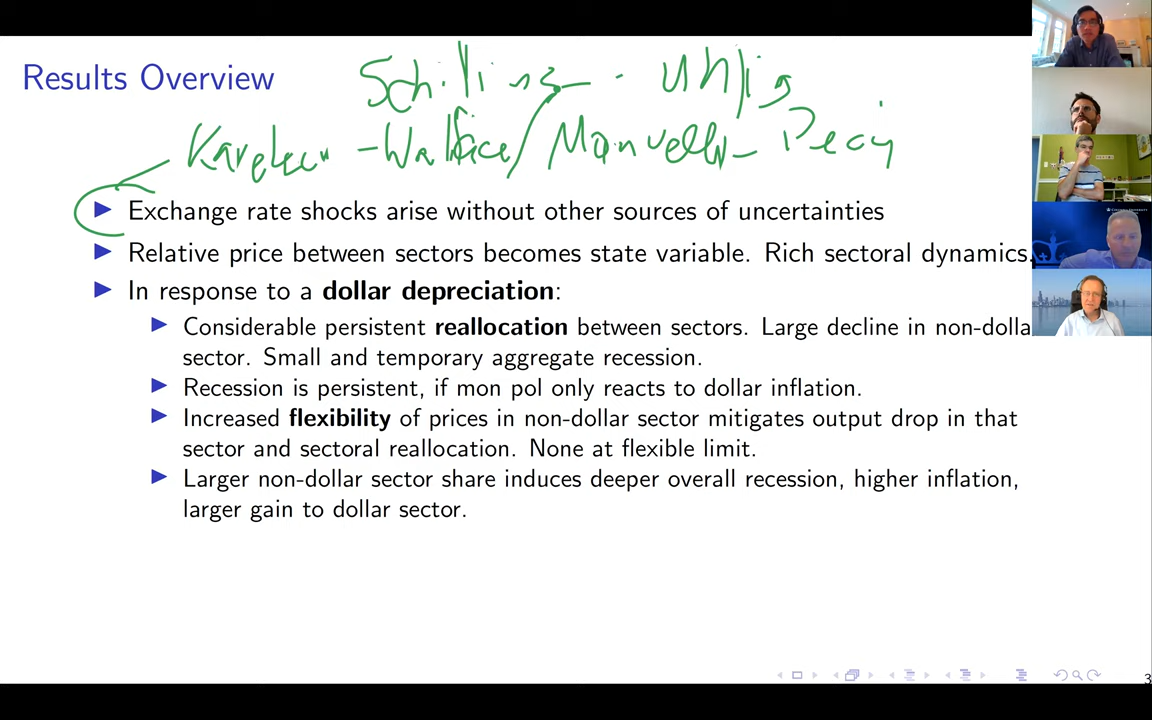 Results Overview
Schilling - Uhlig
Kareken - Wallace / Manuelli - Peck
Exchange rate shocks arise without other sources of uncertainties
Relative price between sectors becomes state variable. Rich sectoral dynamics.
In response to a dollar depreciation:
Considerable persistent reallocation between sectors. Large decline in non-dolla
sector. Small and temporary aggregate recession.
Recession is persistent, if mon pol only reacts to dollar inflation.
Increased flexibility of prices in non-dollar sector mitigates output drop in that
sector and sectoral reallocation. None at flexible limit.
Larger non-dollar sector share induces deeper overall recession, higher inflation,
larger gain to dollar sector.
3